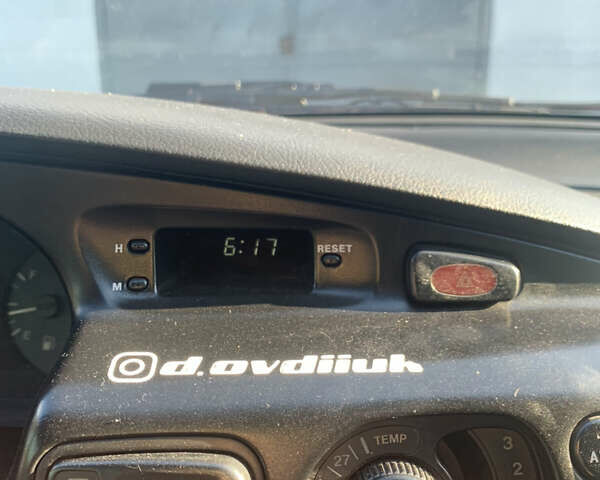 H 6:17 RESET
M
F
E
d.ovdiiuk
TEMP
27
3
2